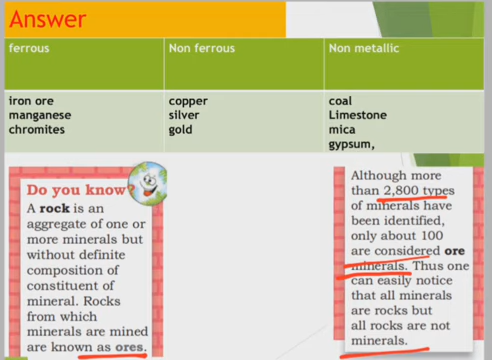 Answer
ferrous
Non ferrous
Non metallic
iron ore
manganese
chromites
copper
silver
gold
coal
Limestone
mica
gypsum,
Do you know?
A rock is an
aggregate of one or
more minerals but
without definite
composition of
constituent of
mineral. Rocks
from which
minerals are mined
are known as ores.
Although more
than 2,800 types
of minerals have
been identified,
only about 100
are considered ore
minerals. Thus one
can easily notice
that all minerals
are rocks but
all rocks are not
minerals.